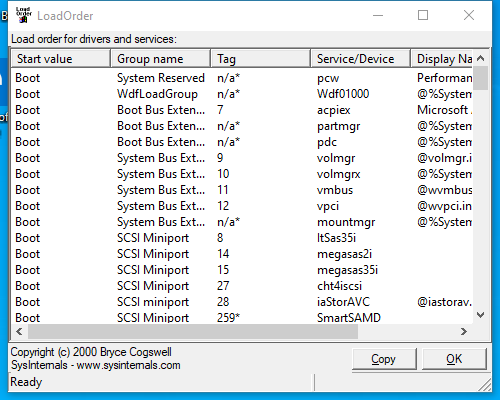 Load
Order
LoadOrder
Load order for drivers and services:
Start value Group name Tag Service/Device Display Na
Boot System Reserved n/a* pcw Performan
Boot WdfLoadGroup n/a* Wdf01000 @%System
Boot Boot Bus Exten... 7 acpiex Microsoft
Boot Boot Bus Exten... n/a* partmgr @%System
Boot Boot Bus Exten... n/a* pdc @%System
Boot System Bus Ext... 9 volmgr @volmgr.in
Boot System Bus Ext... 10 volmgrx @%System
Boot System Bus Ext... 11 vmbus @wvmbus
Boot System Bus Ext... 12 vpci @wvpci.in
Boot System Bus Ext... n/a* mountmgr @%System
Boot SCSI Miniport 8 ltSas35i
Boot SCSI Miniport 14 megasas2i
Boot SCSI Miniport 15 megasas35i
Boot SCSI Miniport 27 cht4iscsi
Boot SCSI miniport 28 iaStorAVC @iastorav.
Boot SCSI Miniport 259* SmartSAMD
Copyright (c) 2000 Bryce Cogswell
SysInternals - www.sysinternals.com
Copy OK
Ready